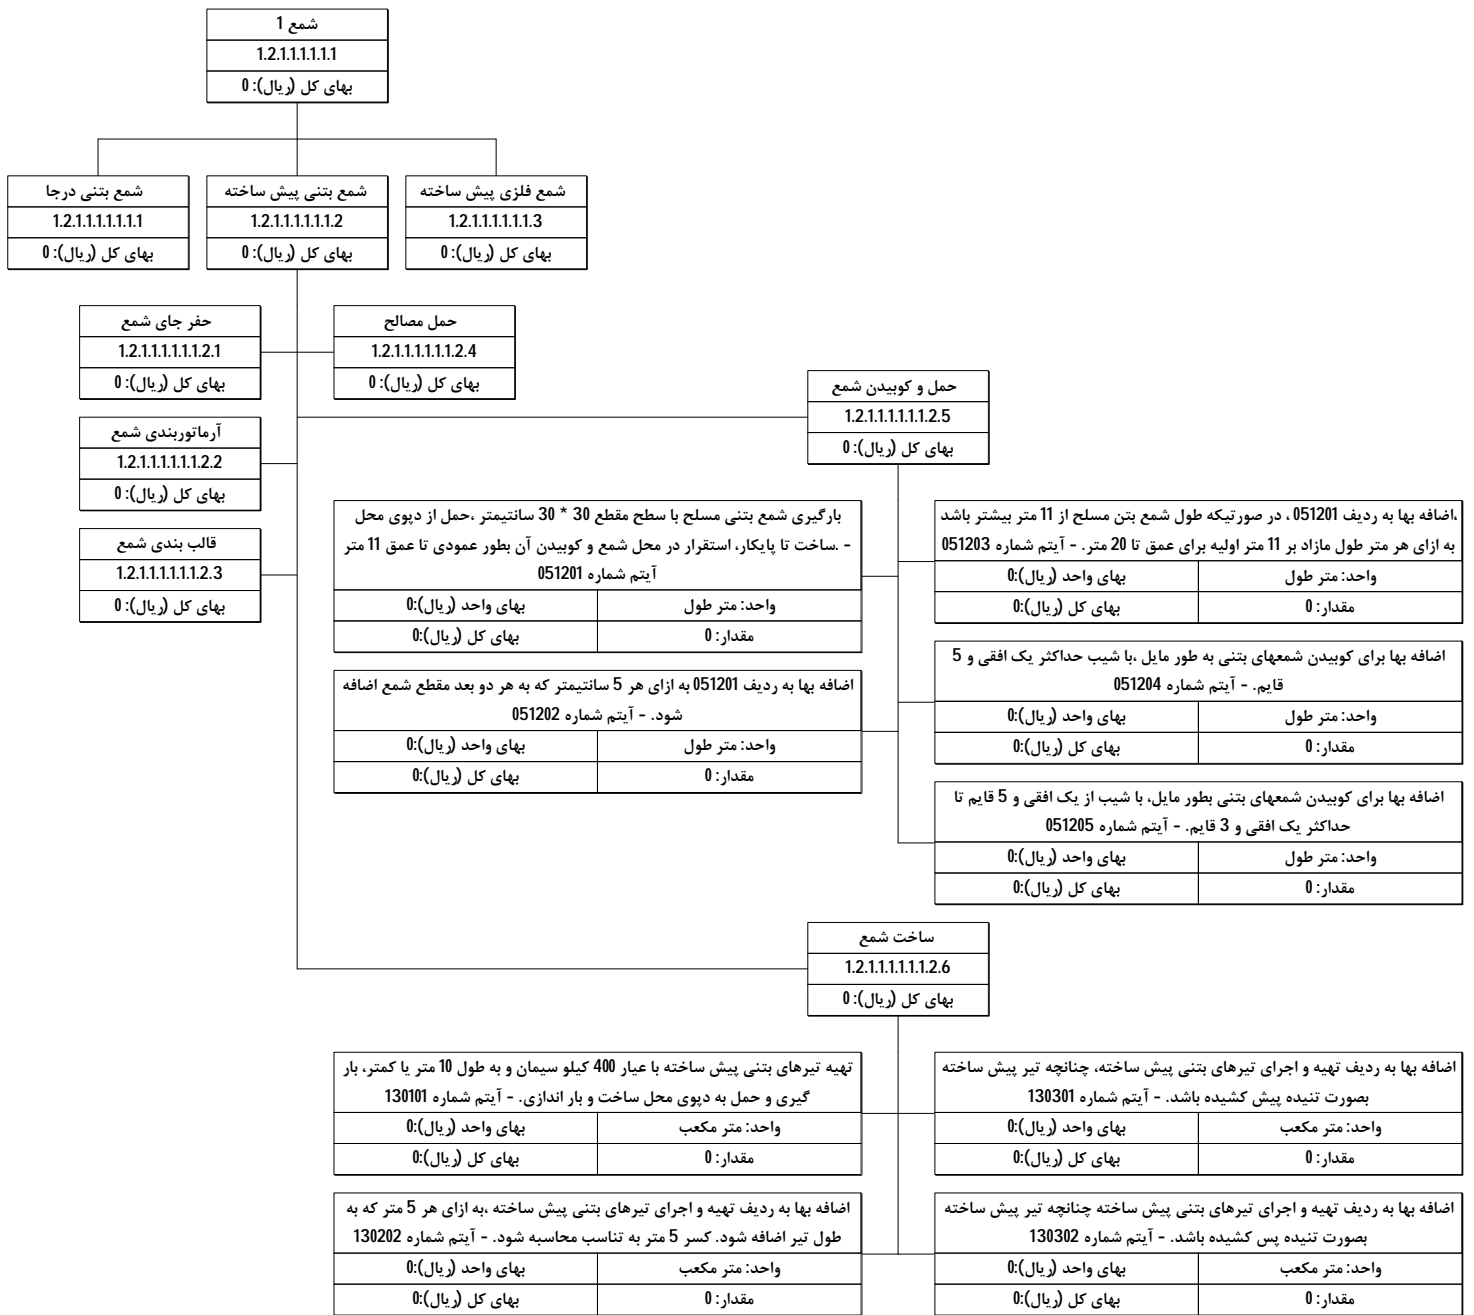 شمع 1
1.2.1.1.1.1.1.1
بهای کل (ریال): 0
شمع بتنی درجا
1.2.1.1.1.1.1.1.1
بهای کل (ریال): 0
شمع بتنی پیش ساخته
1.2.1.1.1.1.1.1.2
بهای کل (ریال): 0
شمع فلزی پیش ساخته
1.2.1.1.1.1.1.1.3
بهای کل (ریال): 0
حفر جای شمع
1.2.1.1.1.1.1.1.2.1
بهای کل (ریال): 0
حمل مصالح
1.2.1.1.1.1.1.1.2.4
بهای کل (ریال): 0
آرماتوربندی شمع
1.2.1.1.1.1.1.1.2.2
بهای کل (ریال): 0
قالب بندی شمع
1.2.1.1.1.1.1.1.2.3
بهای کل (ریال): 0
حمل و کوبیدن شمع
1.2.1.1.1.1.1.1.2.5
بهای کل (ریال): 0
بارگیری شمع بتنی مسلح با سطح مقطع 30 * 30 سانتیمتر ،حمل از دپوی محل
ساخت تا پایکار، استقرار در محل شمع و کوبیدن آن بطور عمودی تا عمق 11 متر. -
آیتم شماره 051201
واحد: متر طول
بهای واحد (ریال):0
مقدار: 0
بهای کل (ریال):0
اضافه بها به ردیف 051201 به ازای هر 5 سانتیمتر که به هر دو بعد مقطع شمع اضافه
شود. - آیتم شماره 051202
واحد: متر طول
بهای واحد (ریال):0
مقدار: 0
بهای کل (ریال):0
اضافه بها به ردیف 051201 ، در صورتیکه طول شمع بتن مسلح از 11 متر بیشتر باشد،
به ازای هر متر طول مازاد بر 11 متر اولیه برای عمق تا 20 متر. - آیتم شماره 051203
واحد: متر طول
بهای واحد (ریال):0
مقدار: 0
بهای کل (ریال):0
اضافه بها برای کوبیدن شمعهای بتنی به طور مایل ،با شیب حداکثر یک افقی و 5
قایم. - آیتم شماره 051204
واحد: متر طول
بهای واحد (ریال):0
مقدار: 0
بهای کل (ریال):0
اضافه بها برای کوبیدن شمعهای بتنی بطور مایل، با شیب از یک افقی و 5 قایم تا
حداکثر یک افقی و 3 قایم. - آیتم شماره 051205
واحد: متر طول
بهای واحد (ریال):0
مقدار: 0
بهای کل (ریال):0
ساخت شمع
1.2.1.1.1.1.1.1.2.6
بهای کل (ریال): 0
تهیه تیرهای بتنی پیش ساخته با عیار 400 کیلو سیمان و به طول 10 متر یا کمتر، بار
گیری و حمل به دپوی محل ساخت و بار اندازی. - آیتم شماره 130101
واحد: متر مکعب
بهای واحد (ریال):0
مقدار: 0
بهای کل (ریال):0
اضافه بها به ردیف تهیه و اجرای تیرهای بتنی پیش ساخته، چنانچه تیر پیش ساخته
بصورت تنیده پیش کشیده باشد. - آیتم شماره 130301
واحد: متر مکعب
بهای واحد (ریال):0
مقدار: 0
بهای کل (ریال):0
اضافه بها به ردیف تهیه و اجرای تیرهای بتنی پیش ساخته ،به ازای هر 5 متر که به
طول تیر اضافه شود. کسر 5 متر به تناسب محاسبه شود. - آیتم شماره 130202
واحد: متر مکعب
بهای واحد (ریال):0
مقدار: 0
بهای کل (ریال):0
اضافه بها به ردیف تهیه و اجرای تیرهای بتنی پیش ساخته چنانچه تیر پیش ساخته
بصورت تنیده پس کشیده باشد. - آیتم شماره 130302
واحد: متر مکعب
بهای واحد (ریال):0
مقدار: 0
بهای کل (ریال):0